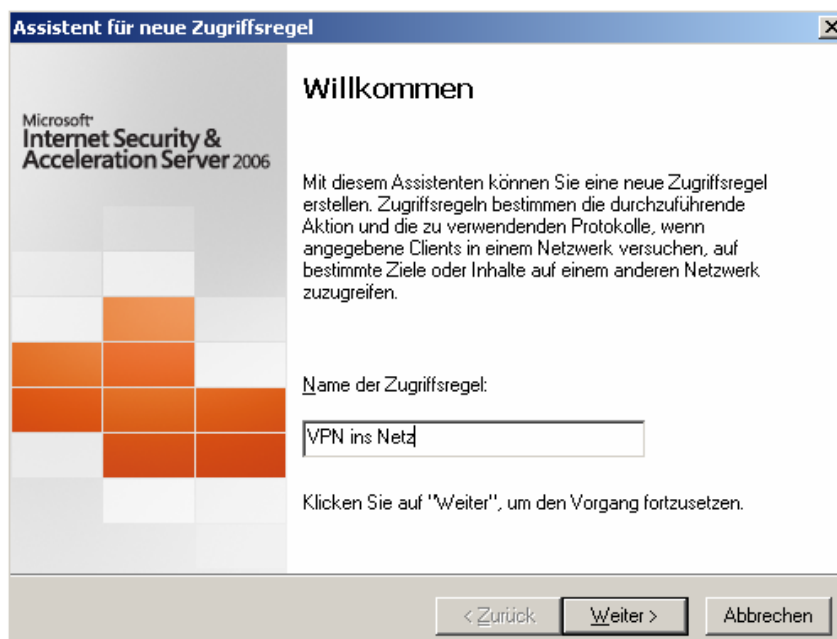 Assistent für neue Zugriffsregel
Microsoft
Internet Security &
Acceleration Server 2006
Willkommen
Mit diesem Assistenten können Sie eine neue Zugriffsregel
erstellen. Zugriffsregeln bestimmen die durchzuführende
Aktion und die zu verwendenden Protokolle, wenn
angegebene Clients in einem Netzwerk versuchen, auf
bestimmte Ziele oder Inhalte auf einem anderen Netzwerk
zuzugreifen.
Name der Zugriffsregel:
VPN ins Netz
Klicken Sie auf "Weiter", um den Vorgang fortzusetzen.
< Zurück Weiter > Abbrechen